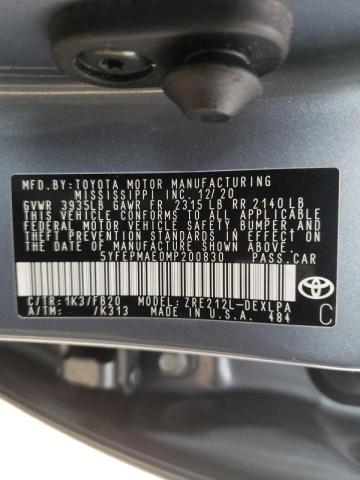 MFD.BY:TOYOTA MOTOR MANUFACTURING
MISSISSIPPI INC. 12/20
GVWR 3935LB GAWR FR 2315 LB RR 2140 LB
THIS VEHICLE CONFORMS TO ALL APPLICABLE
FEDERAL MOTOR VEHICLE SAFETY, BUMPER, AND
THEFT PREVENTION STANDARDS IN EFFECT ON
THE DATE OF MANUFACTURE SHOWN ABOVE.
5YFEPMAE0MP200830 PASS.CAR
C/TR:1K3/FB20 MODEL:ZRE212L-DEXLPA
A/TM: /K313 MADE IN U.S.A. C
484
TOYOTA